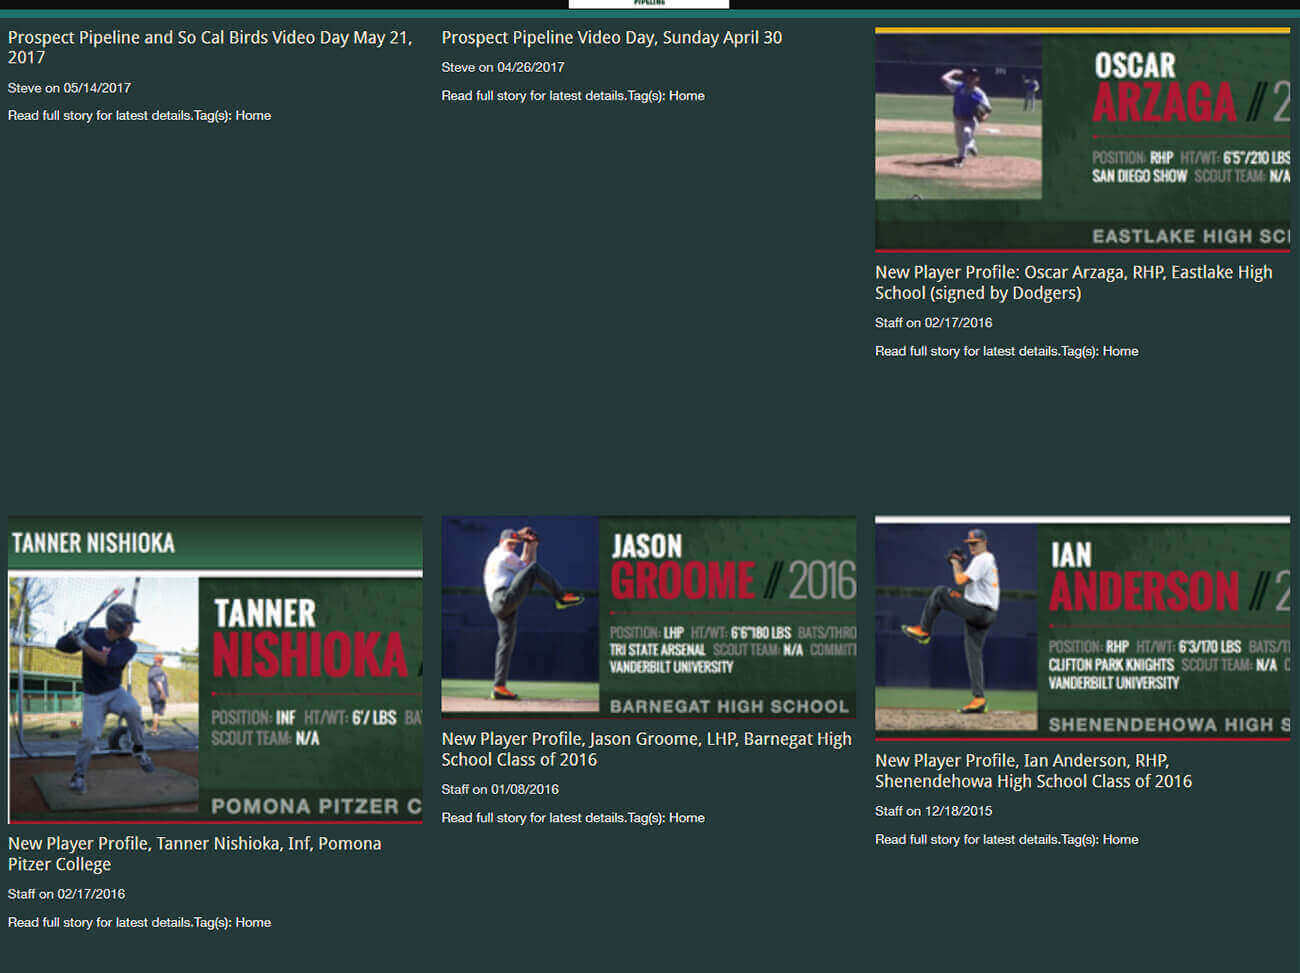 PIPELINE
Prospect Pipeline and So Cal Birds Video Day May 21,
2017
Steve on 05/14/2017
Read full story for latest details.Tag(s): Home
Prospect Pipeline Video Day, Sunday April 30
Steve on 04/26/2017
Read full story for latest details.Tag(s): Home
OSCAR
ARZAGA // 2
POSITION: RHP HT/WT: 6'5"/210 LBS
SAN DIEGO SHOW SCOUT TEAM: N/A
EASTLAKE HIGH SC
New Player Profile: Oscar Arzaga, RHP, Eastlake High
School (signed by Dodgers)
Staff on 02/17/2016
Read full story for latest details.Tag(s): Home
TANNER NISHIOKA
TANNER
NISHIOKA /
POSITION: INF HT/WT: 6'/ LBS BA
SCOUT TEAM: N/A
POMONA PITZER C
New Player Profile, Tanner Nishioka, Inf, Pomona
Pitzer College
Staff on 02/17/2016
Read full story for latest details.Tag(s): Home
JASON
GROOME // 2016
POSITION: LHP HT/WT: 6'6"180 LBS BATS/THRO
TRI STATE ARSENAL SCOUT TEAM: N/A COMMIT
VANDERBILT UNIVERSITY
BARNEGAT HIGH SCHOOL
New Player Profile, Jason Groome, LHP, Barnegat High
School Class of 2016
Staff on 01/08/2016
Read full story for latest details.Tag(s): Home
IAN
ANDERSON // 2
POSITION: RHP HT/WT: 6'3/170 LBS BATS/T
CLIFTON PARK KNIGHTS SCOUT TEAM: N/A C
VANDERBILT UNIVERSITY
SHENENDEHOWA HIGH S
New Player Profile, Ian Anderson, RHP,
Shenendehowa High School Class of 2016
Staff on 12/18/2015
Read full story for latest details.Tag(s): Home